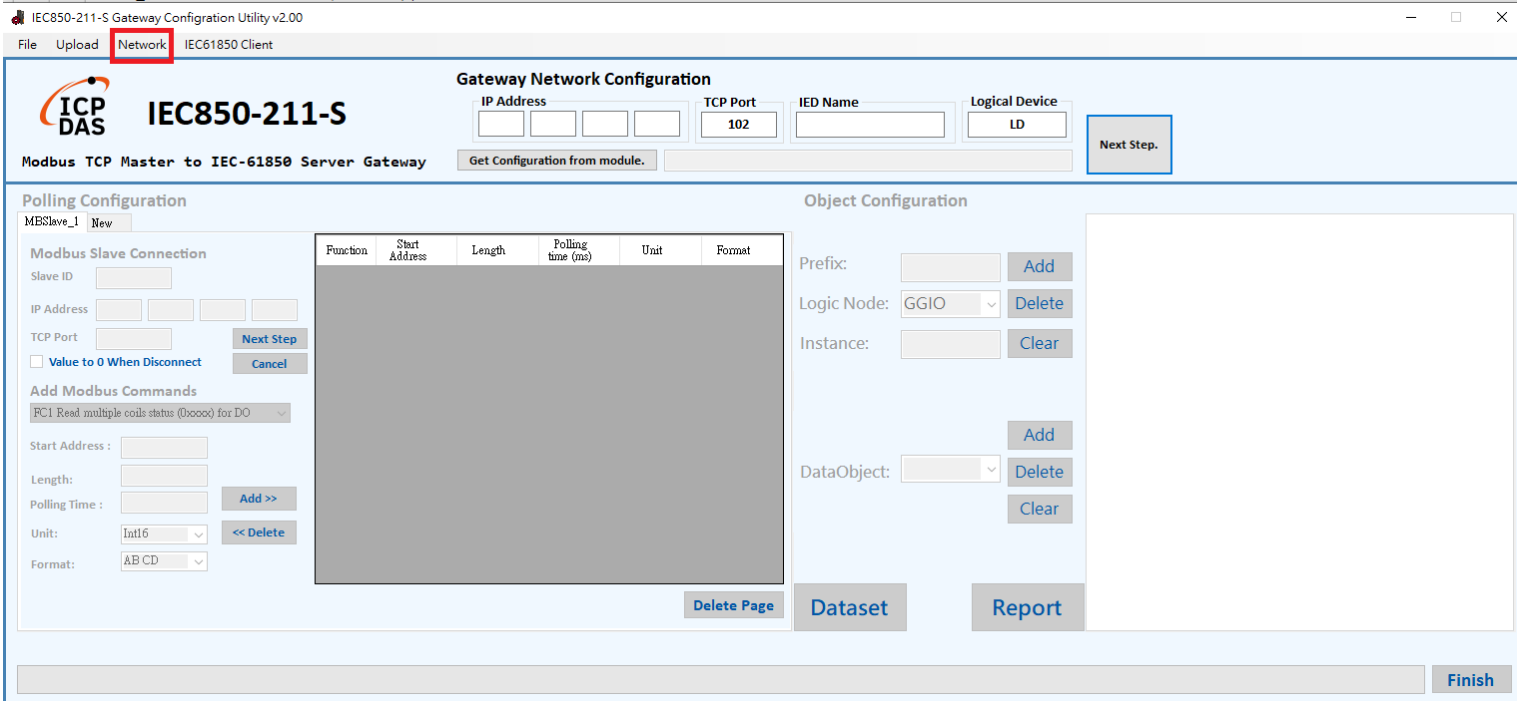 IEC850-211-S Gateway Configration Utility v2.00
File Upload Network IEC61850 Client
ICP
DAS
IEC850-211-S
Modbus TCP Master to IEC-61850 Server Gateway
Gateway Network Configuration
IP Address
TCP Port
102
IED Name
Logical Device
LD
Get Configuration from module.
Next Step.
Polling Configuration
MBSlave_1 New
Modbus Slave Connection
Slave ID
IP Address
TCP Port
Next Step
Value to 0 When Disconnect
Cancel
Add Modbus Commands
FC1 Read multiple coils status (0xxxx) for DO
Start Address :
Length:
Polling Time :
Add >>
Unit: Int16
<< Delete
Format: AB CD
Function Start Address Length Polling time (ms) Unit Format
Delete Page
Object Configuration
Prefix: Add
Logic Node: GGIO Delete
Instance: Clear
Add
DataObject: Delete
Clear
Dataset Report
Finish